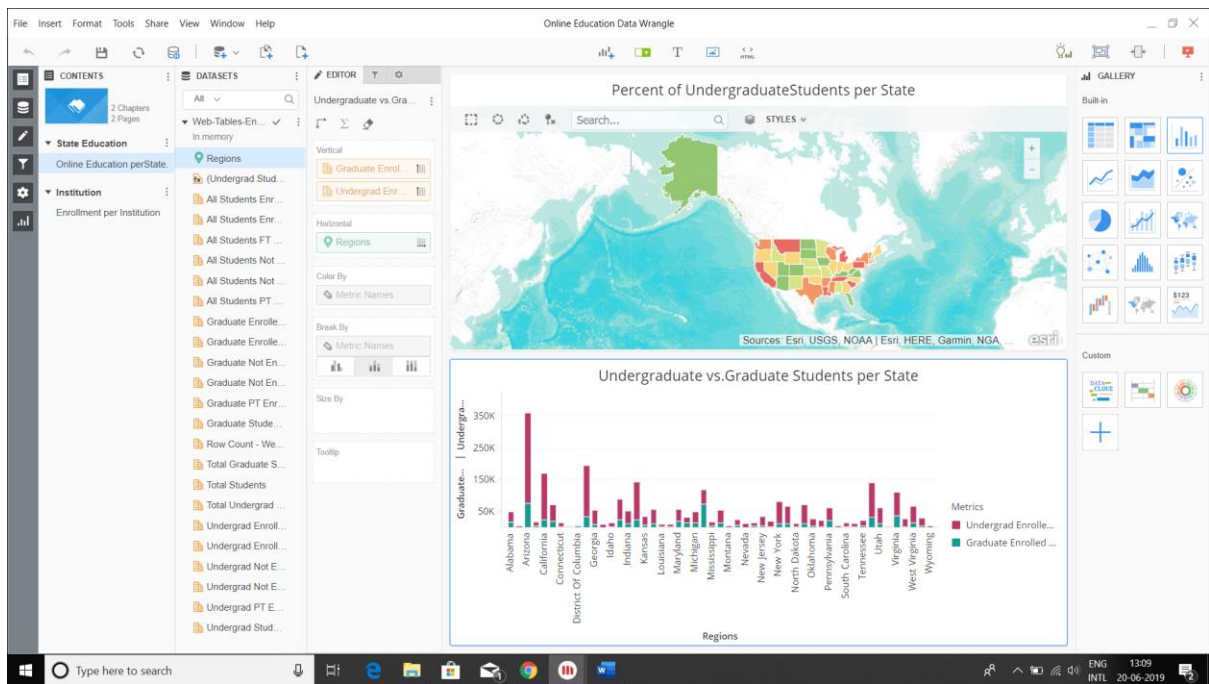 File Insert Format Tools Share View Window Help
Online Education Data Wrangle
T
HTML
CONTENTS
2 Chapters
2 Pages
State Education
Online Education perState.
Institution
Enrollment per Institution
DATASETS
All
Web-Tables-En...
In memory
Regions
fx (Undergrad Stud...
All Students Enr...
All Students Enr...
All Students FT ...
All Students Not ...
All Students Not ...
All Students PT ...
Graduate Enrolle...
Graduate Enrolle...
Graduate Not En...
Graduate Not En...
Graduate PT Enr...
Graduate Stude...
Row Count - We...
Total Graduate S...
Total Students
Total Undergrad ...
Undergrad Enroll...
Undergrad Enroll...
Undergrad Not E...
Undergrad Not E...
Undergrad PT E...
Undergrad Stud...
EDITOR
Undergraduate vs.Gra...
Vertical
Graduate Enrol...
Undergrad Enr...
Horizontal
Regions
Color By
Metric Names
Break By
Metric Names
Size By
Tooltip
Percent of UndergraduateStudents per State
Search...
STYLES
+
-
Sources: Esri, USGS, NOAA | Esri, HERE, Garmin, NGA, ...
esri
Undergraduate vs.Graduate Students per State
Graduate... | Undergra...
350K
250K
150K
50K
Alabama
Arizona
California
Connecticut
District Of Columbia
Georgia
Idaho
Indiana
Kansas
Louisiana
Maryland
Michigan
Mississippi
Montana
Nevada
New Jersey
New York
North Dakota
Oklahoma
Pennsylvania
South Carolina
Tennessee
Utah
Virginia
West Virginia
Wyoming
Regions
Metrics
Undergrad Enrolle...
Graduate Enrolled ...
GALLERY
Built-in
$123
Custom
DATA
CLOUD
Type here to search
ENG
INTL
13:09
20-06-2019